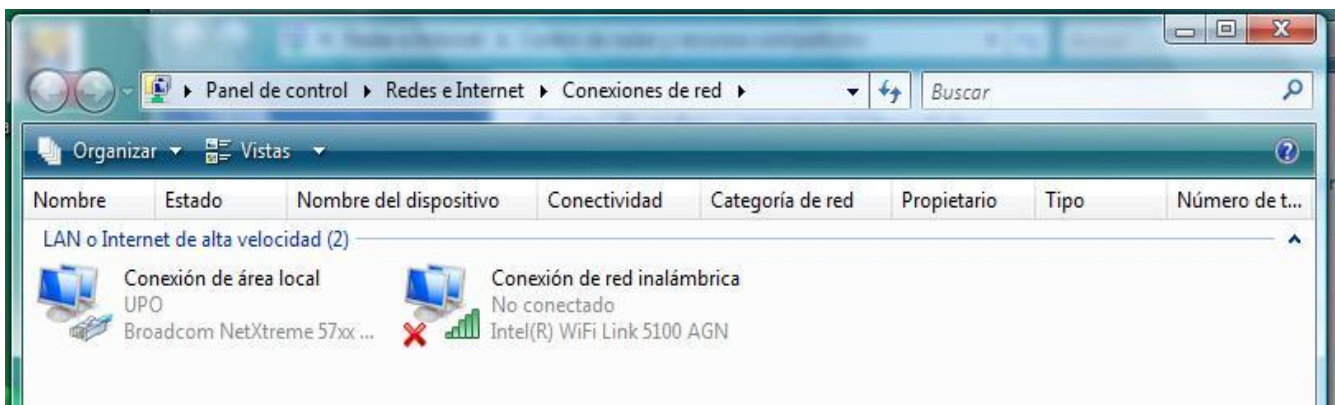 Panel de control Redes e Internet Conexiones de red Buscar
Organizar Vistas
Nombre Estado Nombre del dispositivo Conectividad Categoría de red Propietario Tipo Número de t...
LAN o Internet de alta velocidad (2)
Conexión de área local
UPO
Broadcom NetXtreme 57xx ...
Conexión de red inalámbrica
No conectado
Intel(R) WiFi Link 5100 AGN